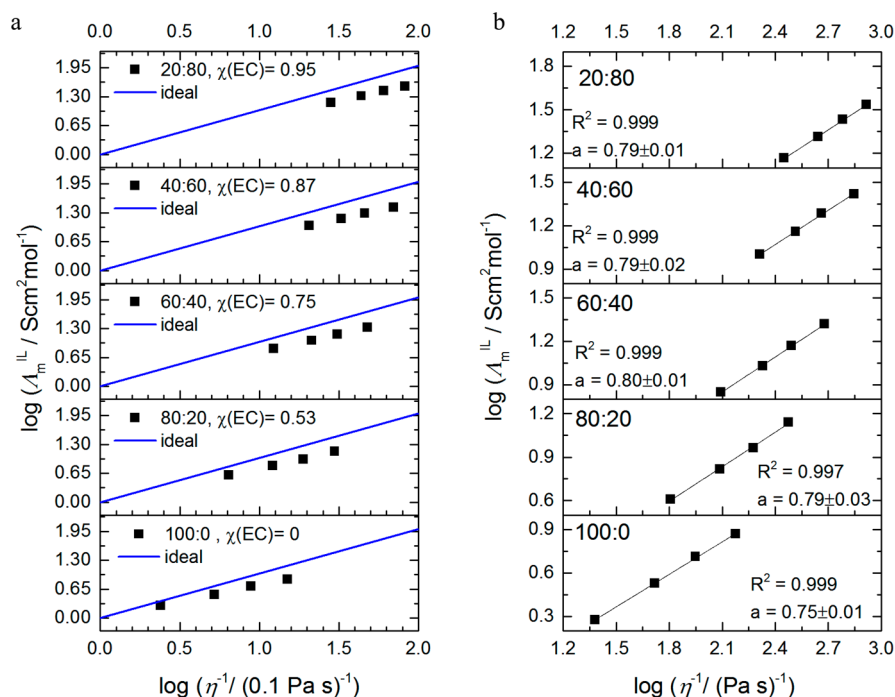 a
log (Λₘᴵᴸ / Scm²mol⁻¹)
1.95
1.30
0.65
0.00
20:80, χ(EC)= 0.95
ideal
1.95
1.30
0.65
0.00
40:60, χ(EC)= 0.87
ideal
1.95
1.30
0.65
0.00
60:40, χ(EC)= 0.75
ideal
1.95
1.30
0.65
0.00
80:20, χ(EC)= 0.53
ideal
1.95
1.30
0.65
0.00
100:0 , χ(EC)= 0
ideal
0.0 0.5 1.0 1.5 2.0
0.0 0.5 1.0 1.5 2.0
log (η⁻¹/ (0.1 Pa s)⁻¹)
b
1.2 1.5 1.8 2.1 2.4 2.7 3.0
log (Λₘᴵᴸ / Scm²mol⁻¹)
1.8
1.5
1.2
20:80
R² = 0.999
a = 0.79±0.01
1.5
1.2
0.9
40:60
R² = 0.999
a = 0.79±0.02
1.5
1.2
0.9
60:40
R² = 0.999
a = 0.80±0.01
1.2
0.9
0.6
80:20
R² = 0.997
a = 0.79±0.03
0.9
0.6
0.3
100:0
R² = 0.999
a = 0.75±0.01
1.2 1.5 1.8 2.1 2.4 2.7 3.0
log (η⁻¹/ (Pa s)⁻¹)